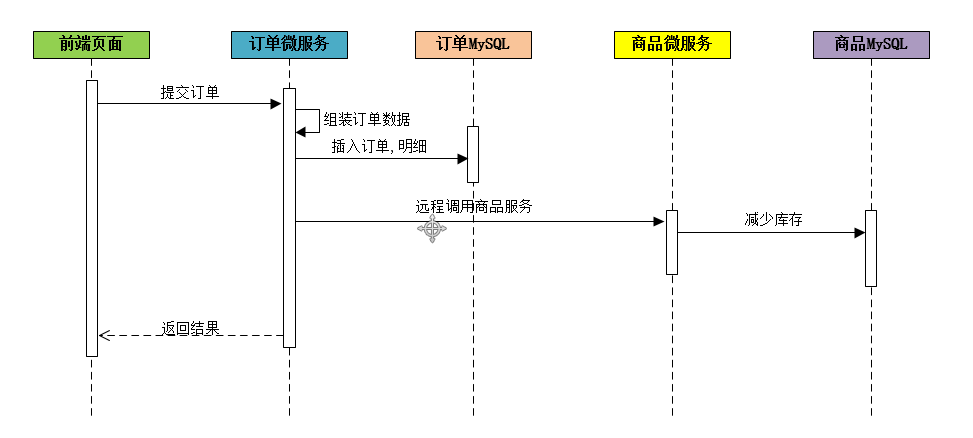 前端页面
订单微服务
订单MySQL
商品微服务
商品MySQL
提交订单
组装订单数据
插入订单,明细
远程调用商品服务
减少库存
返回结果